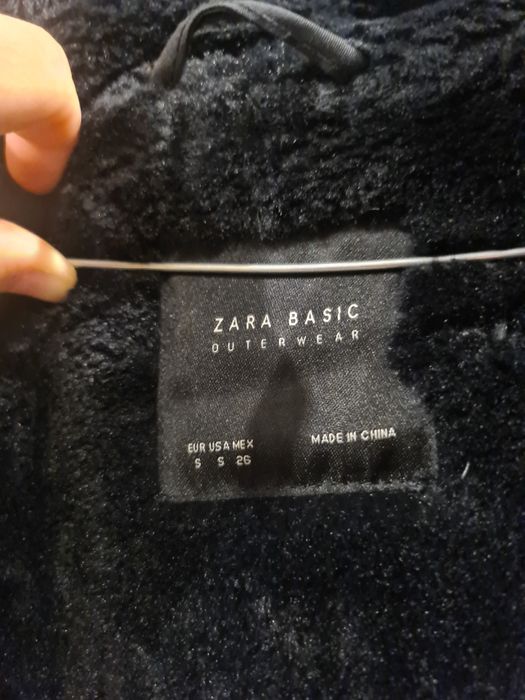 ZARA BASIC
OUTERWEAR
EUR USA MEX
S S 26
MADE IN CHINA